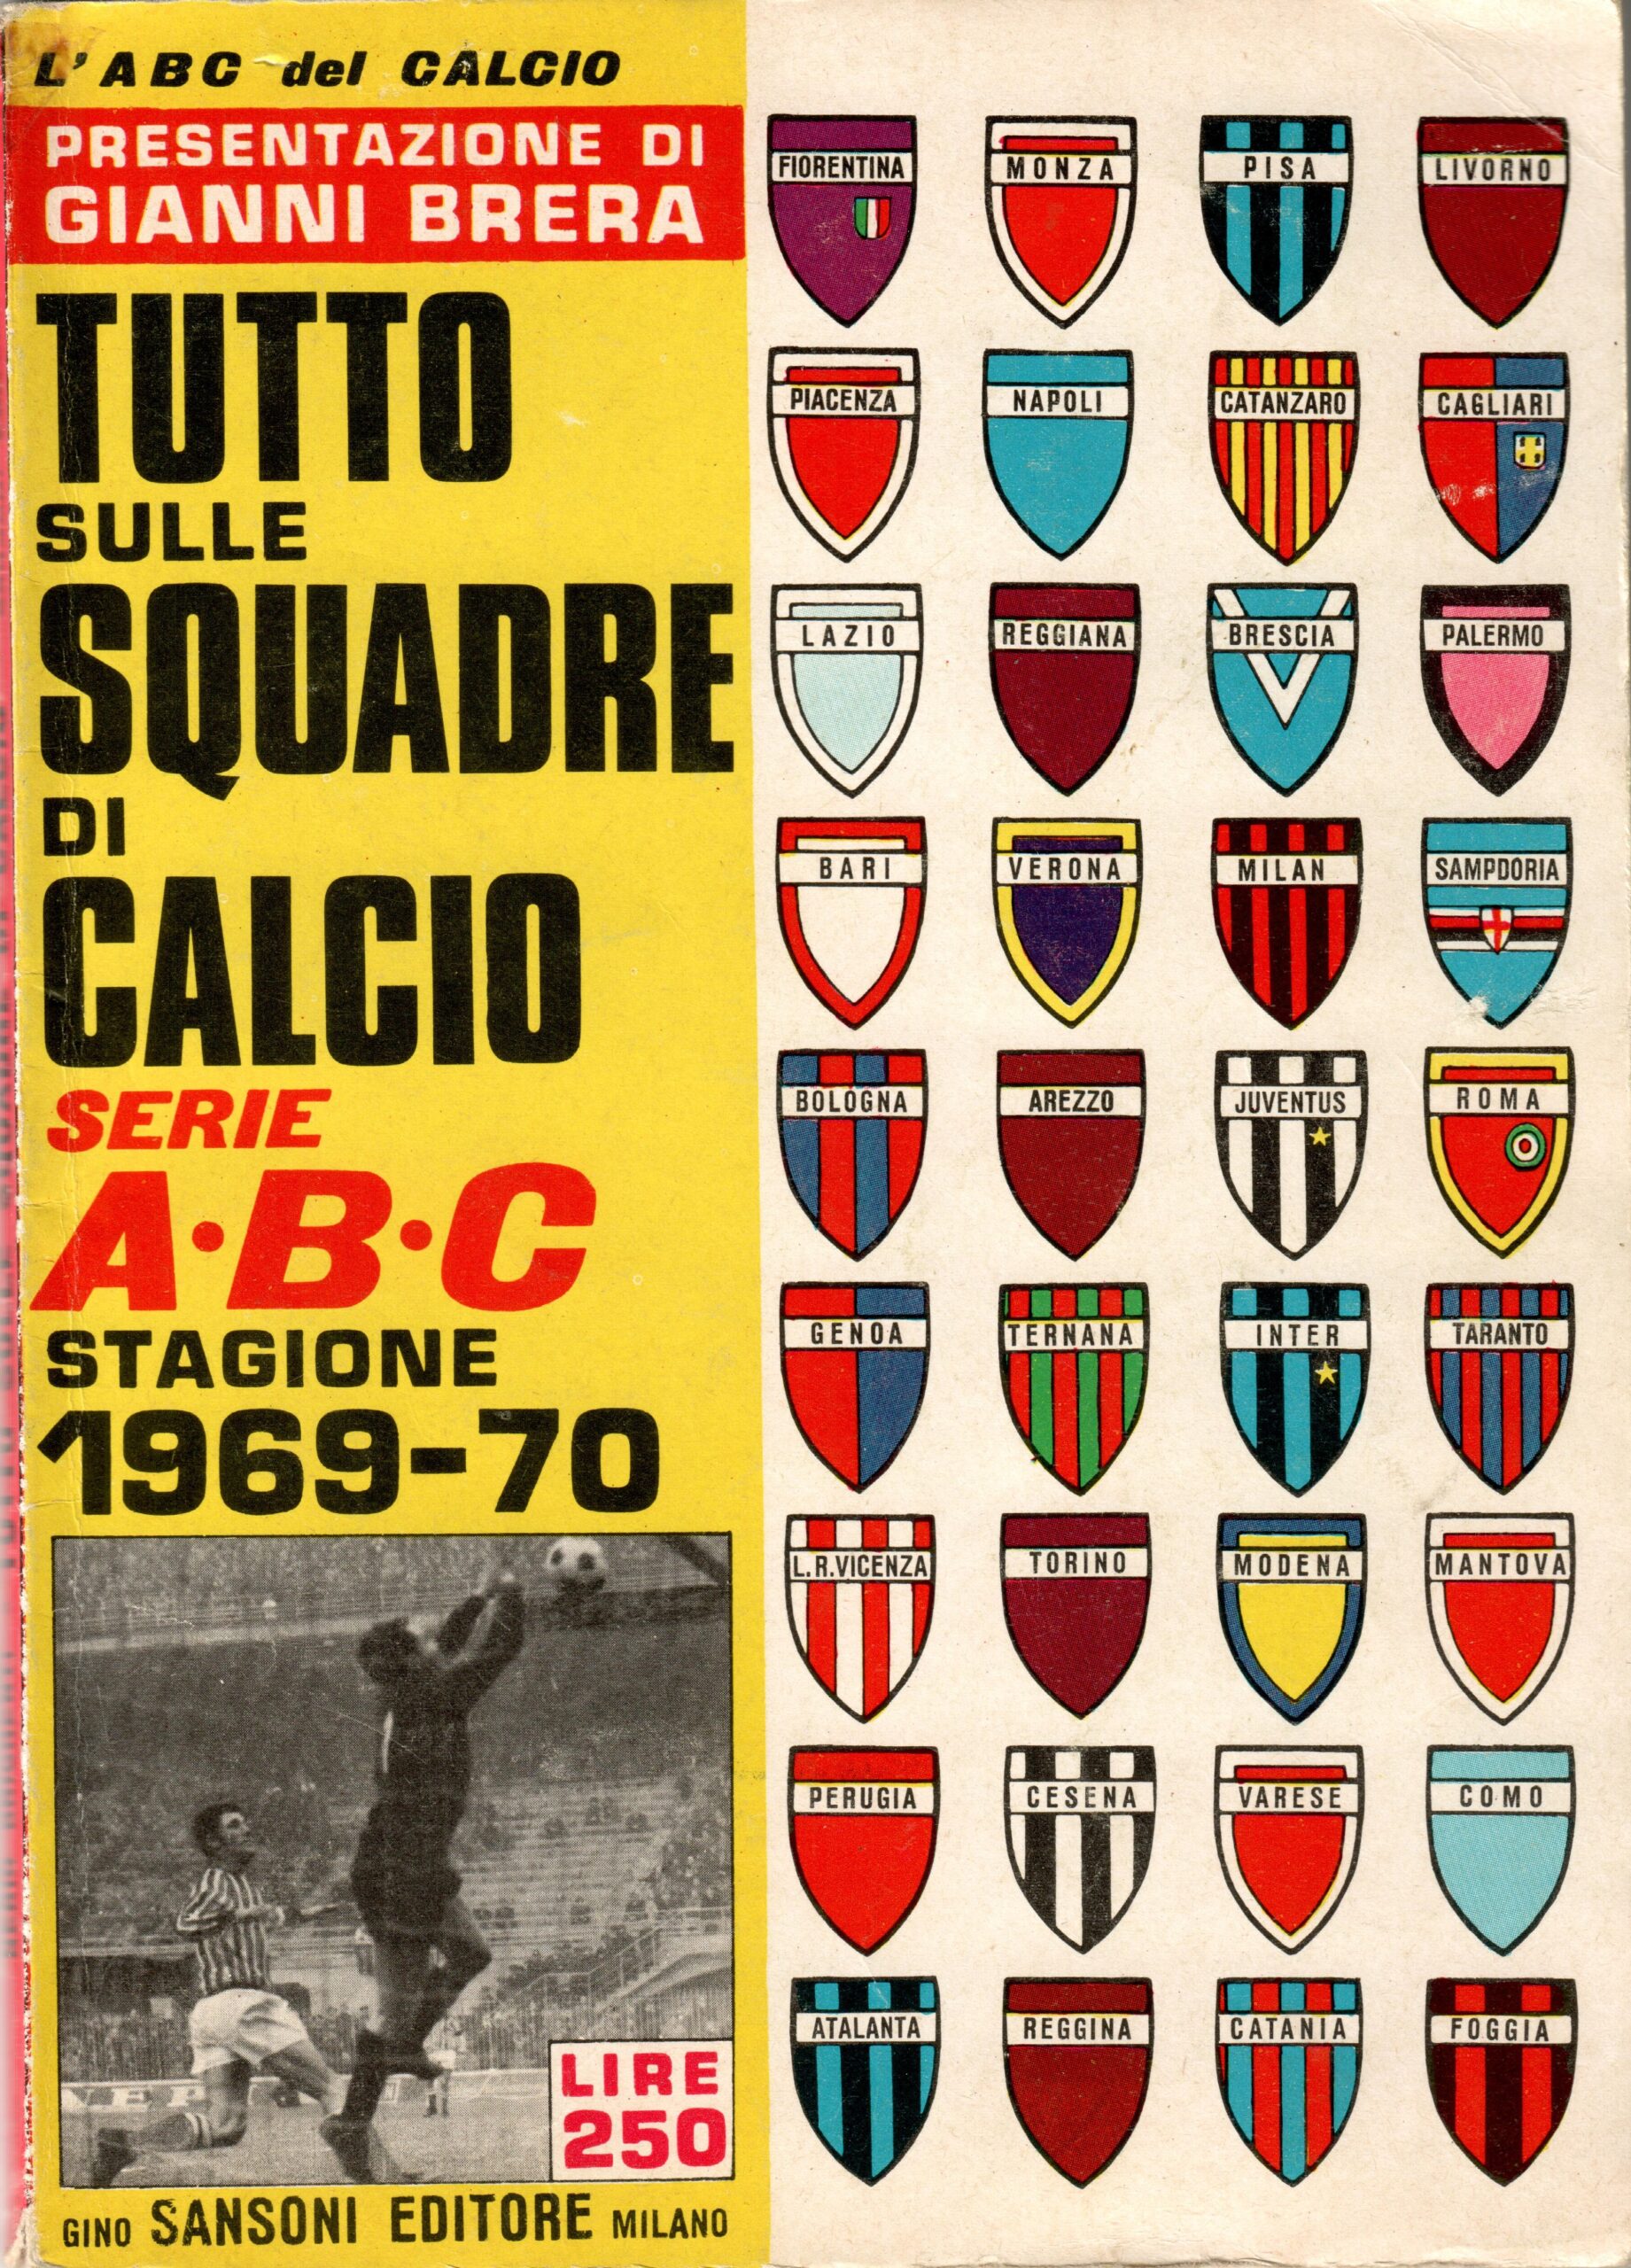 L'ABC del CALCIO
PRESENTAZIONE DI
GIANNI BRERA
TUTTO
SULLE
SQUADRE
DI
CALCIO
SERIE
A·B·C
STAGIONE
1969-70
LIRE
250
GINO SANSONI EDITORE MILANO
FIORENTINA MONZA PISA LIVORNO
PIACENZA NAPOLI CATANZARO CAGLIARI
LAZIO REGGIANA BRESCIA PALERMO
BARI VERONA MILAN SAMPDORIA
BOLOGNA AREZZO JUVENTUS ROMA
GENOA TERNANA INTER TARANTO
L.R.VICENZA TORINO MODENA MANTOVA
PERUGIA CESENA VARESE COMO
ATALANTA REGGINA CATANIA FOGGIA